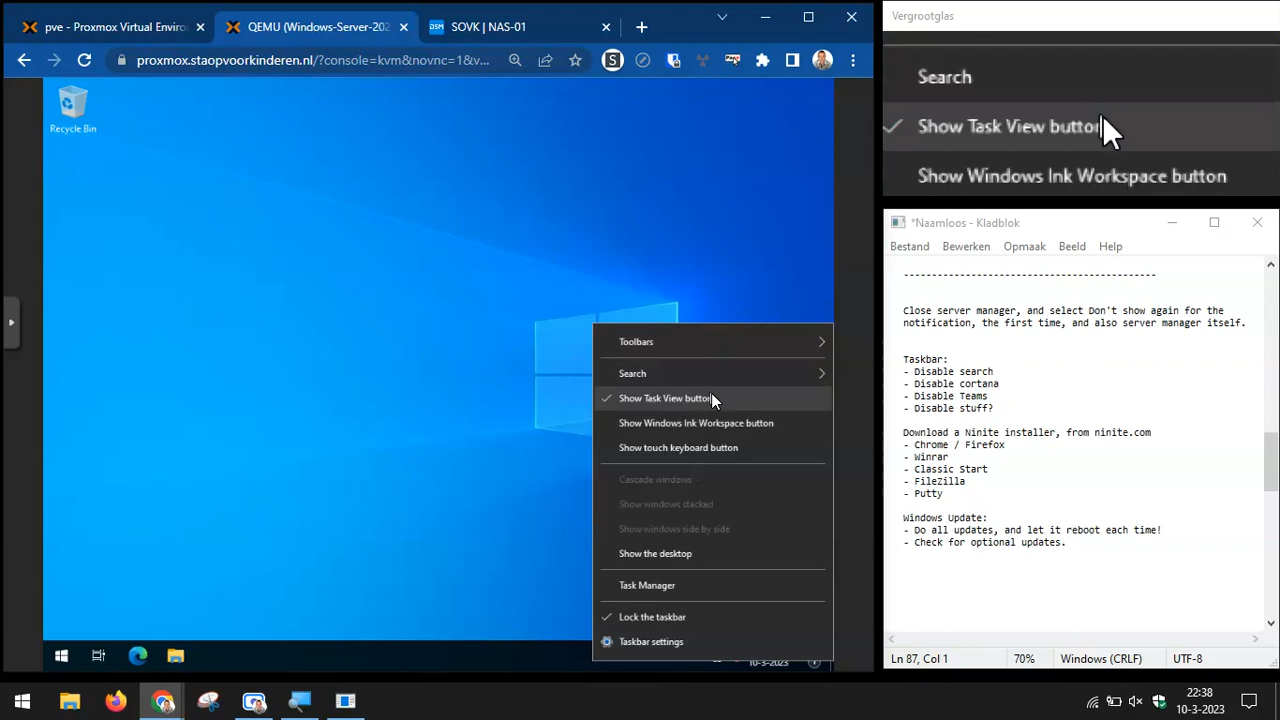 pve - Proxmox Virtual Enviro
QEMU (Windows-Server-202
DSM
SOVK | NAS-01
proxmox.staopvoorkinderen.nl/?console=kvm&novnc=1&v...
Recycle Bin
Toolbars
Search
Show Task View button
Show Windows Ink Workspace button
Show touch keyboard button
Cascade windows
Show windows stacked
Show windows side by side
Show the desktop
Task Manager
Lock the taskbar
Taskbar settings
Vergrootglas
Search
Show Task View button
Show Windows Ink Workspace button
*Naamloos - Kladblok
Bestand Bewerken Opmaak Beeld Help
---------------------------------------------
Close server manager, and select Don't show again for the
notification, the first time, and also server manager itself.
Taskbar:
- Disable search
- Disable cortana
- Disable Teams
- Disable stuff?
Download a Ninite installer, from ninite.com
- Chrome / Firefox
- Winrar
- Classic Start
- FileZilla
- Putty
Windows Update:
- Do all updates, and let it reboot each time!
- Check for optional updates.
Ln 87, Col 1 70% Windows (CRLF) UTF-8
22:38
10-3-2023